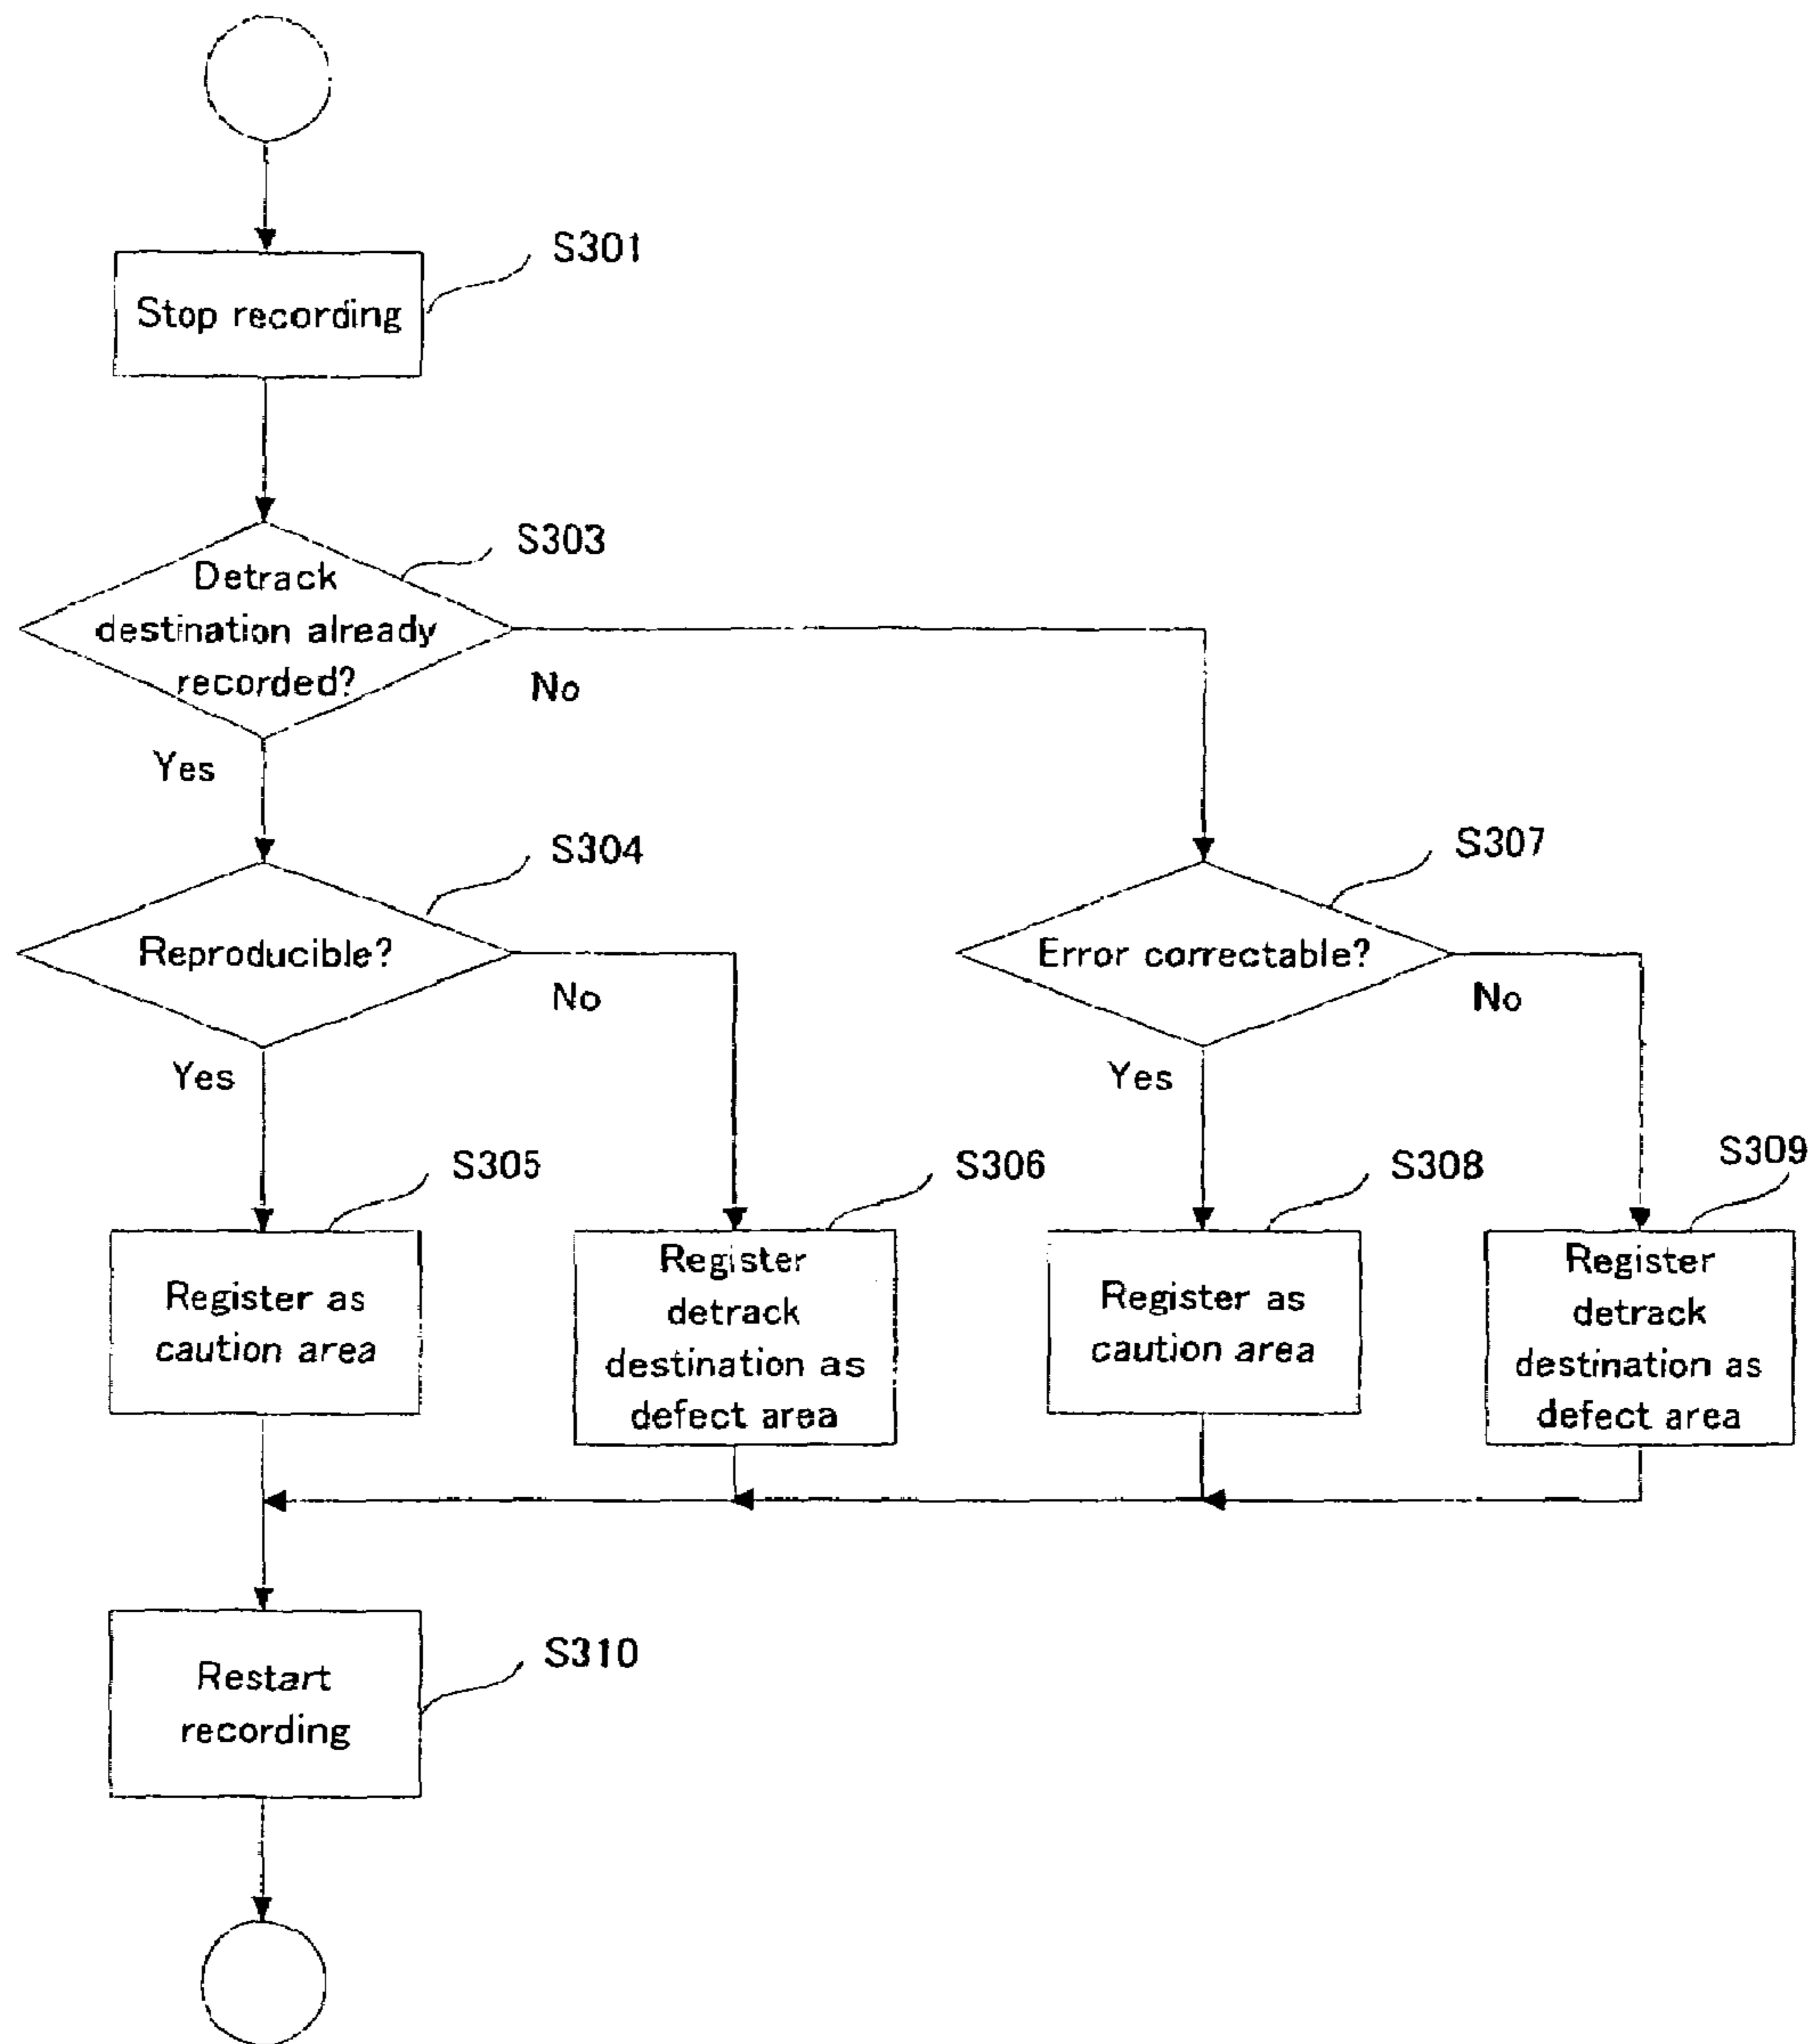 S301
Stop recording
S303
Detrack
destination already
recorded?
No
Yes
S304
Reproducible?
No
Yes
S307
Error correctable?
No
Yes
S305
Register as
caution area
S306
Register
detrack
destination as
defect area
S308
Register as
caution area
S309
Register
detrack
destination as
defect area
S310
Restart
recording